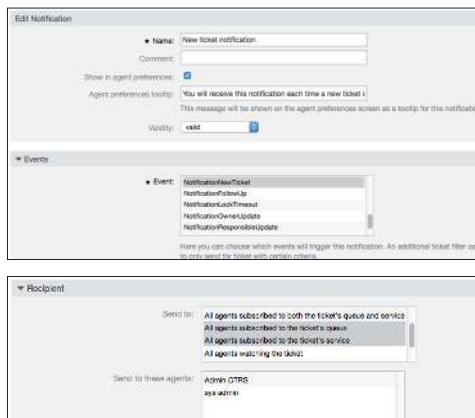 Edit Notification
★ Name: New ticket notification
Comment:
Show in agent preferences:
Agent preferences tooltip: You will receive this notification each time a new ticket i
This message will be shown on the agent preferences screen as a tooltip for this notificatio
Validity: valid
▼ Events
★ Event: NotificationNewTicket
NotificationFollowUp
NotificationLockTimeout
NotificationOwnerUpdate
NotificationResponsibleUpdate
Here you can choose which events will trigger this notification. An additional ticket filter ca
to only send for ticket with certain criteria.
▼ Recipient
Send to: All agents subscribed to both the ticket's queue and service
All agents subscribed to the ticket's queue
All agents subscribed to the ticket's service
All agents watching the ticket
Send to these agents: Admin OTRS
sys admin